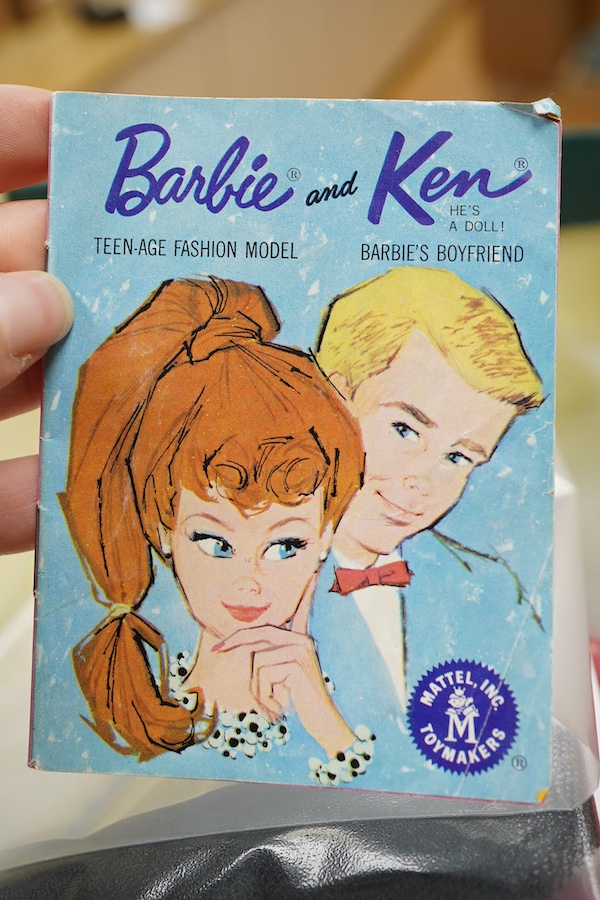 Barbie® and Ken®
HE'S
A DOLL!
TEEN-AGE FASHION MODEL
BARBIE'S BOYFRIEND
MATTEL, INC.
M
TOYMAKERS
®